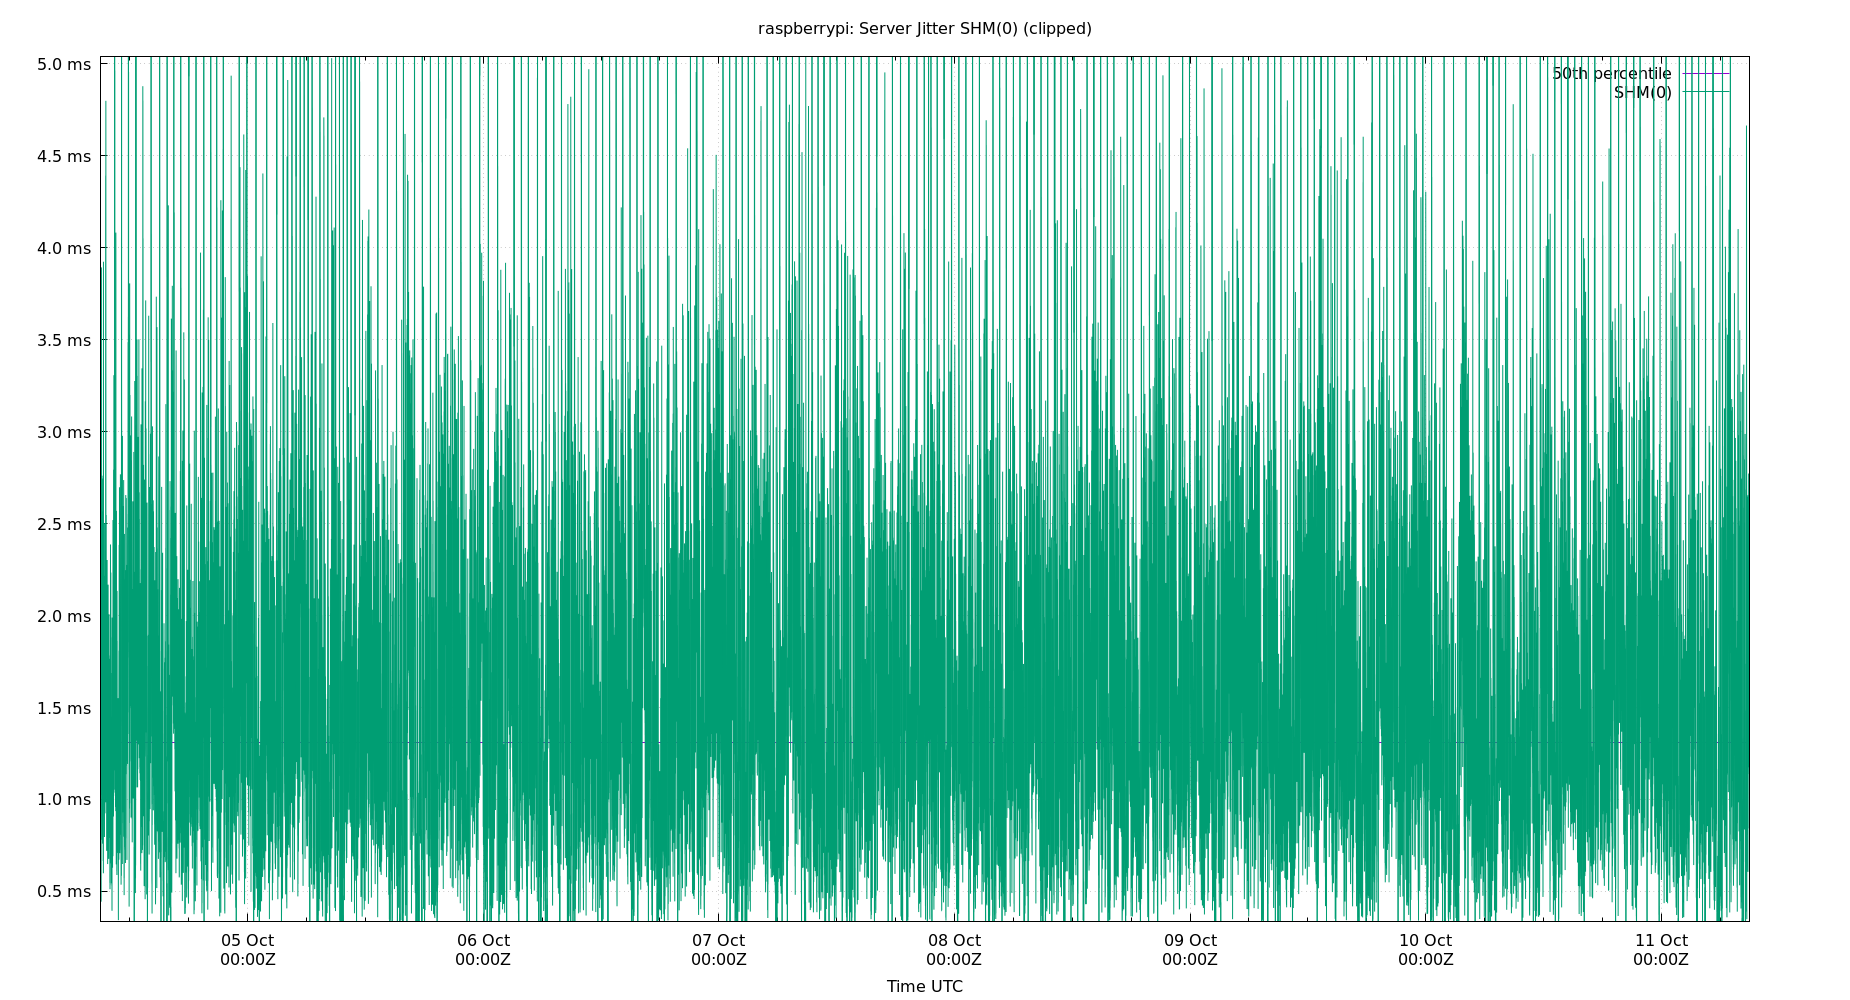 raspberrypi: Server Jitter SHM(0) (clipped)
5.0 ms
50th percentile
SHM(0)
4.5 ms
4.0 ms
3.5 ms
3.0 ms
2.5 ms
2.0 ms
1.5 ms
1.0 ms
0.5 ms
05 Oct 06 Oct 07 Oct 08 Oct 09 Oct 10 Oct 11 Oct
00:00Z 00:00Z 00:00Z 00:00Z 00:00Z 00:00Z 00:00Z
Time UTC